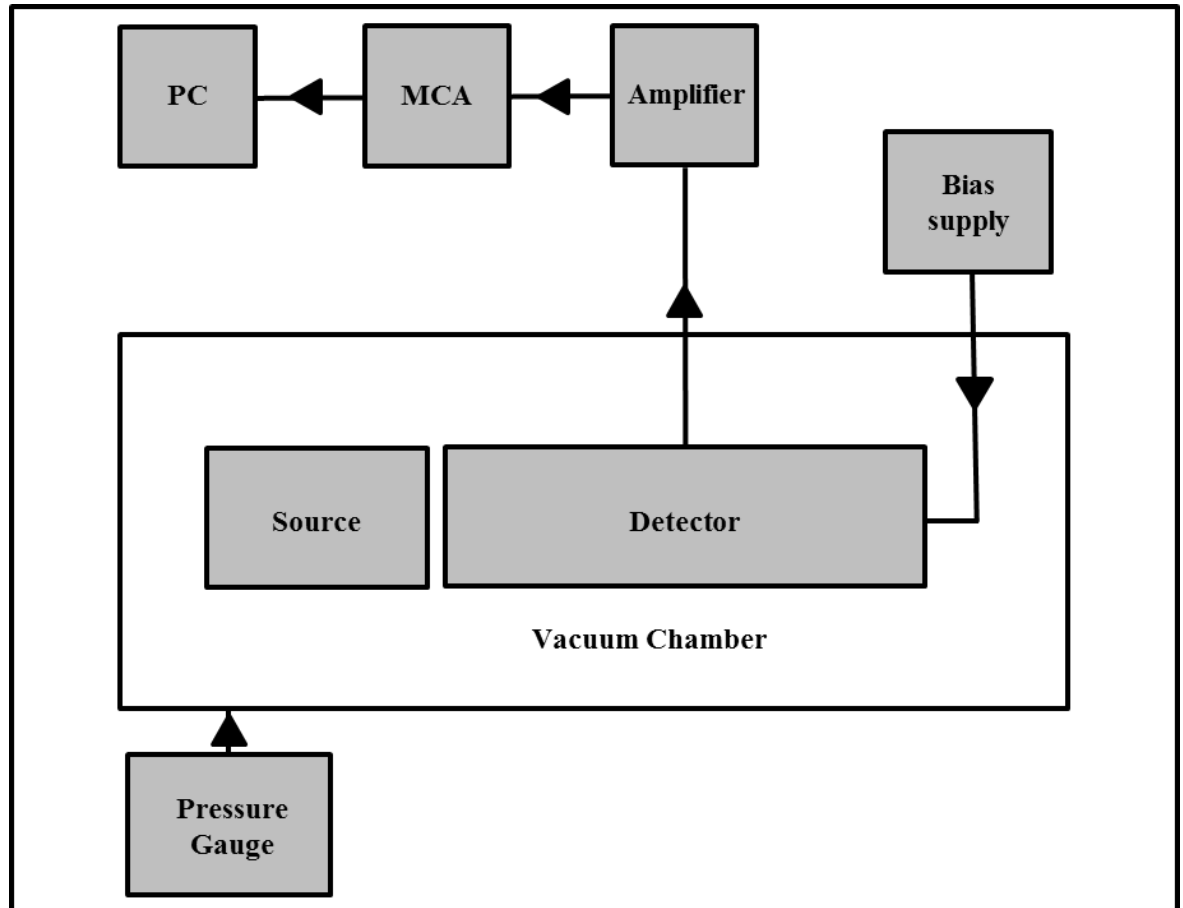 PC
MCA
Amplifier
Bias
supply
Source
Detector
Vacuum Chamber
Pressure
Gauge